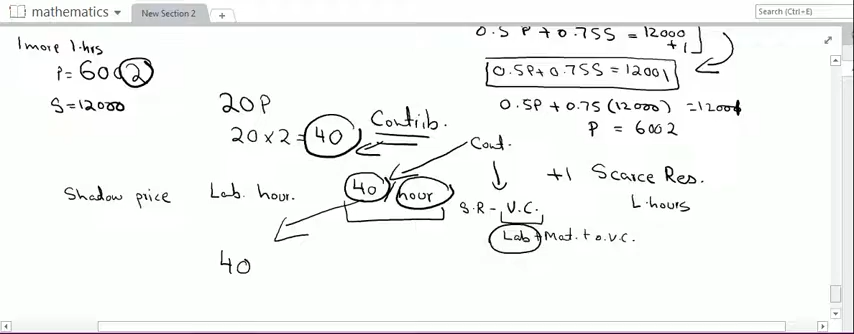 mathematics
New Section 2
+
Search (Ctrl+E)
1 more l.hrs
P = 6002
S = 12000
20P
20 × 2 = 40
Contrib.
0.5 P + 0.75S = 12000
+1
0.5P + 0.75S = 12001
0.5P + 0.75 (12000) = 12001
P = 6002
Cont.
+1 Scarce Res.
L.hours
Shadow price Lab. hour. 40 / hour
S.R - V.C.
Lab + Mat. + o.V.C.
40